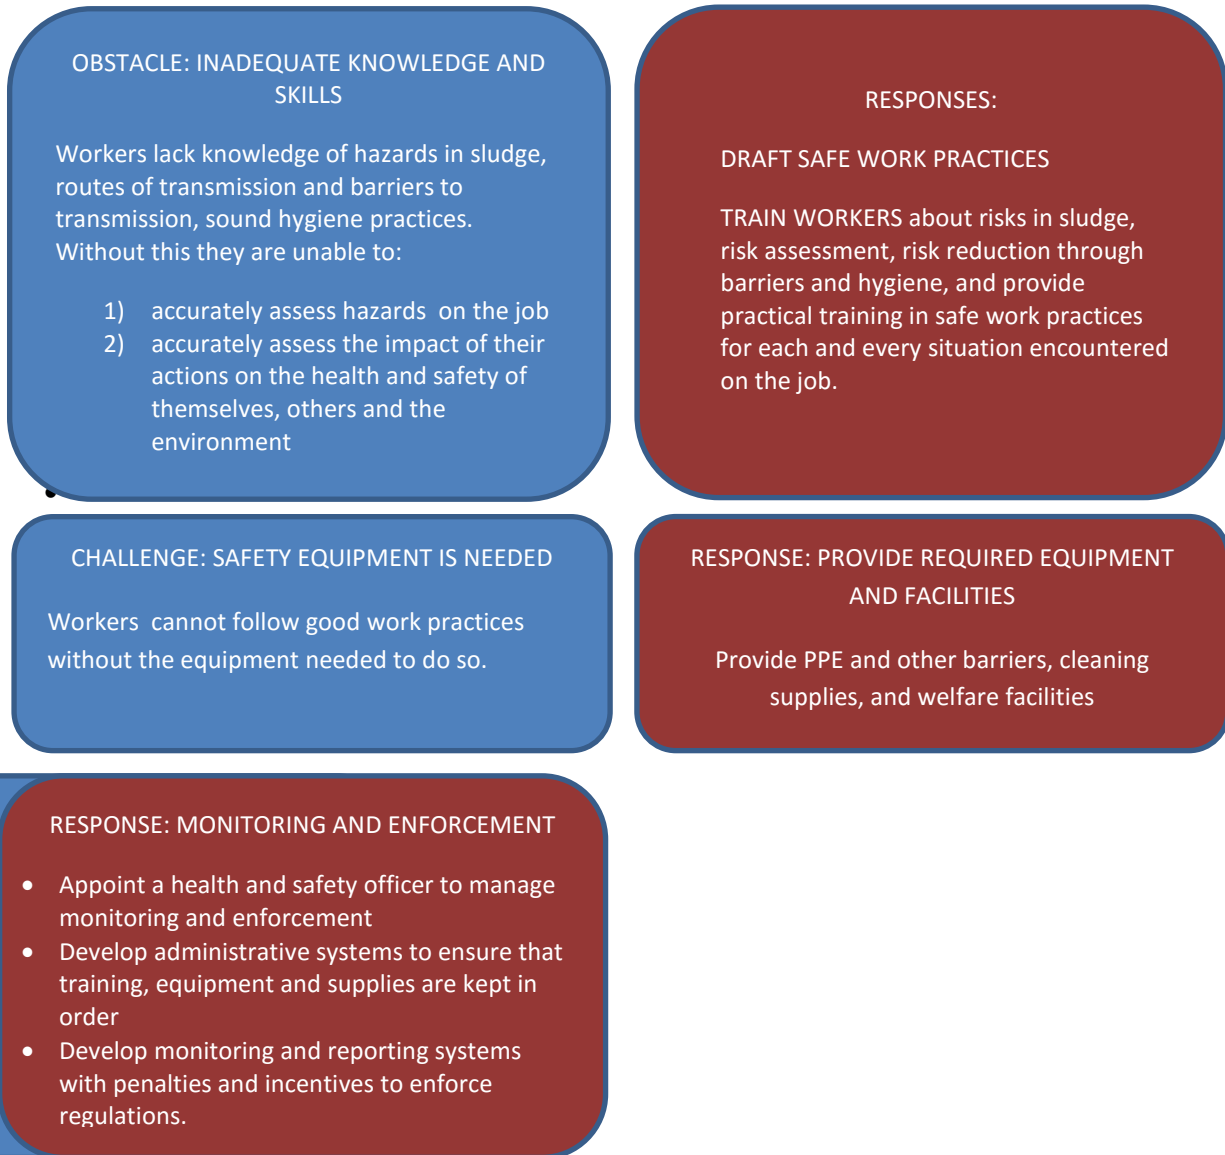 OBSTACLE: INADEQUATE KNOWLEDGE AND
SKILLS
Workers lack knowledge of hazards in sludge,
routes of transmission and barriers to
transmission, sound hygiene practices.
Without this they are unable to:
1) accurately assess hazards  on the job
2) accurately assess the impact of their
actions on the health and safety of
themselves, others and the
environment
RESPONSES:
DRAFT SAFE WORK PRACTICES
TRAIN WORKERS about risks in sludge,
risk assessment, risk reduction through
barriers and hygiene, and provide
practical training in safe work practices
for each and every situation encountered
on the job.
CHALLENGE: SAFETY EQUIPMENT IS NEEDED
Workers  cannot follow good work practices
without the equipment needed to do so.
RESPONSE: PROVIDE REQUIRED EQUIPMENT
AND FACILITIES
Provide PPE and other barriers, cleaning
supplies, and welfare facilities
RESPONSE: MONITORING AND ENFORCEMENT
• Appoint a health and safety officer to manage
monitoring and enforcement
• Develop administrative systems to ensure that
training, equipment and supplies are kept in
order
• Develop monitoring and reporting systems
with penalties and incentives to enforce
regulations.